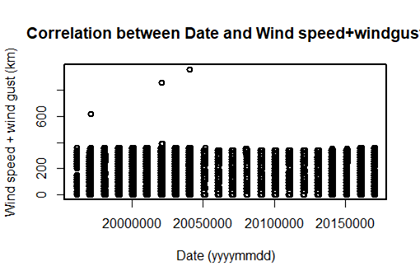 Correlation between Date and Wind speed+windgust
Wind speed + wind gust (km)
600
200
0
20000000 20050000 20100000 20150000
Date (yyyymmdd)